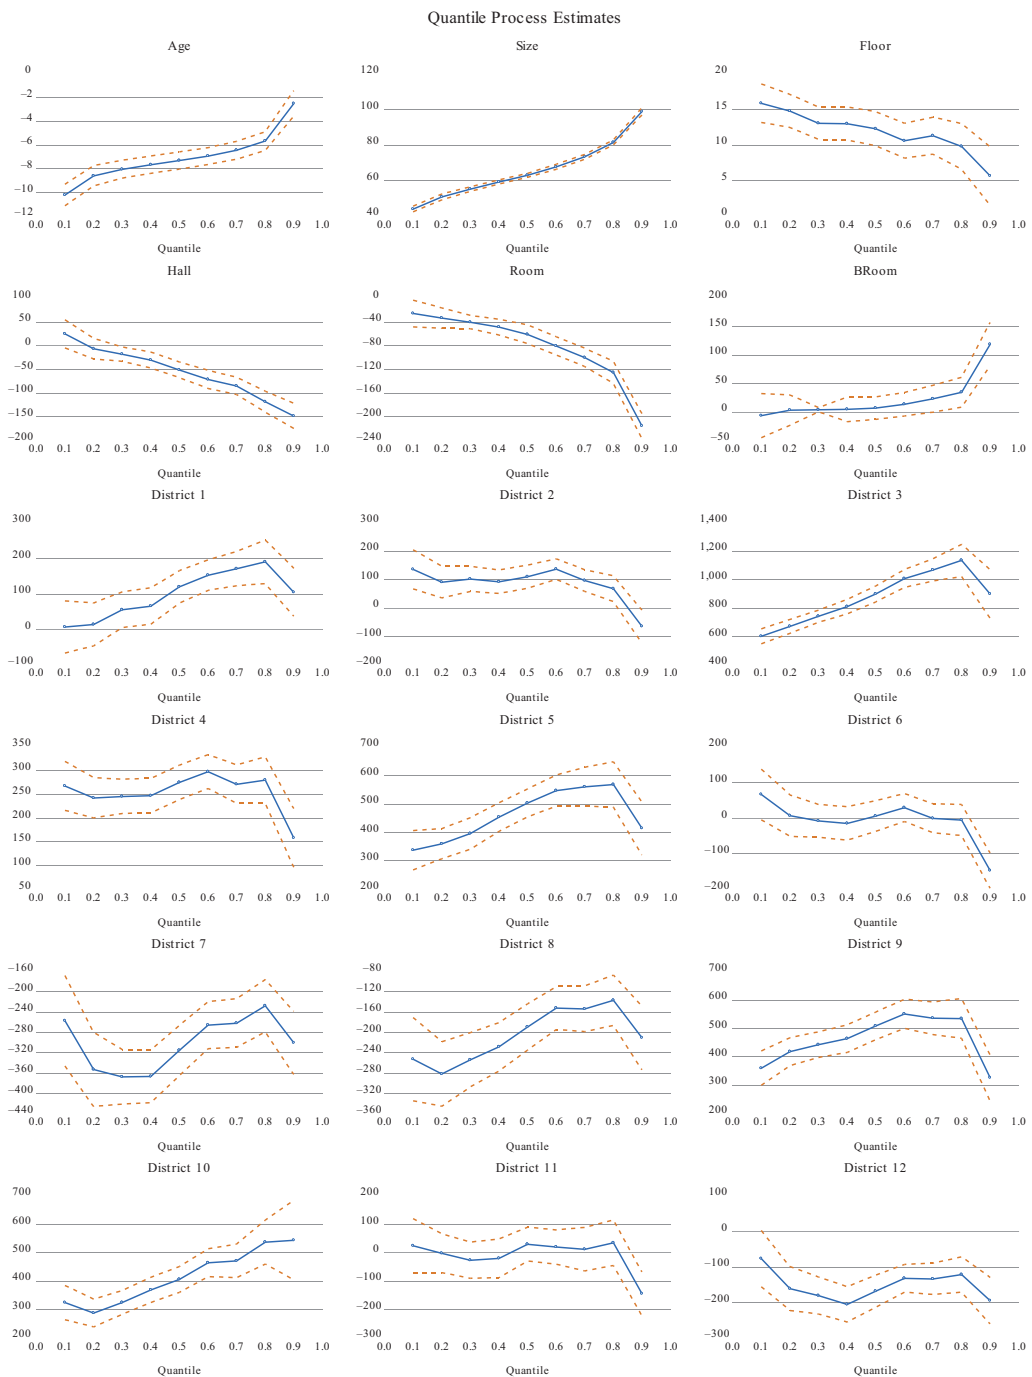 Quantile Process Estimates
Age Size Floor
0
−2
−4
−6
−8
−10
−12
0.0 0.1 0.2 0.3 0.4 0.5 0.6 0.7 0.8 0.9 1.0
Quantile
120
100
80
60
40
0.0 0.1 0.2 0.3 0.4 0.5 0.6 0.7 0.8 0.9 1.0
Quantile
20
15
10
5
0
0.0 0.1 0.2 0.3 0.4 0.5 0.6 0.7 0.8 0.9 1.0
Quantile
Hall Room BRoom
100
50
0
−50
−100
−150
−200
0.0 0.1 0.2 0.3 0.4 0.5 0.6 0.7 0.8 0.9 1.0
Quantile
0
−40
−80
−120
−160
−200
−240
0.0 0.1 0.2 0.3 0.4 0.5 0.6 0.7 0.8 0.9 1.0
Quantile
200
150
100
50
0
−50
0.0 0.1 0.2 0.3 0.4 0.5 0.6 0.7 0.8 0.9 1.0
Quantile
District 1 District 2 District 3
300
200
100
0
−100
0.0 0.1 0.2 0.3 0.4 0.5 0.6 0.7 0.8 0.9 1.0
Quantile
300
200
100
0
−100
−200
0.0 0.1 0.2 0.3 0.4 0.5 0.6 0.7 0.8 0.9 1.0
Quantile
1,400
1,200
1,000
800
600
400
0.0 0.1 0.2 0.3 0.4 0.5 0.6 0.7 0.8 0.9 1.0
Quantile
District 4 District 5 District 6
350
300
250
200
150
100
50
0.0 0.1 0.2 0.3 0.4 0.5 0.6 0.7 0.8 0.9 1.0
Quantile
700
600
500
400
300
200
0.0 0.1 0.2 0.3 0.4 0.5 0.6 0.7 0.8 0.9 1.0
Quantile
200
100
0
−100
−200
0.0 0.1 0.2 0.3 0.4 0.5 0.6 0.7 0.8 0.9 1.0
Quantile
District 7 District 8 District 9
−160
−200
−240
−280
−320
−360
−400
−440
0.0 0.1 0.2 0.3 0.4 0.5 0.6 0.7 0.8 0.9 1.0
Quantile
−80
−120
−160
−200
−240
−280
−320
−360
0.0 0.1 0.2 0.3 0.4 0.5 0.6 0.7 0.8 0.9 1.0
Quantile
700
600
500
400
300
200
0.0 0.1 0.2 0.3 0.4 0.5 0.6 0.7 0.8 0.9 1.0
Quantile
District 10 District 11 District 12
700
600
500
400
300
200
0.0 0.1 0.2 0.3 0.4 0.5 0.6 0.7 0.8 0.9 1.0
Quantile
200
100
0
−100
−200
−300
0.0 0.1 0.2 0.3 0.4 0.5 0.6 0.7 0.8 0.9 1.0
Quantile
100
0
−100
−200
−300
0.0 0.1 0.2 0.3 0.4 0.5 0.6 0.7 0.8 0.9 1.0
Quantile